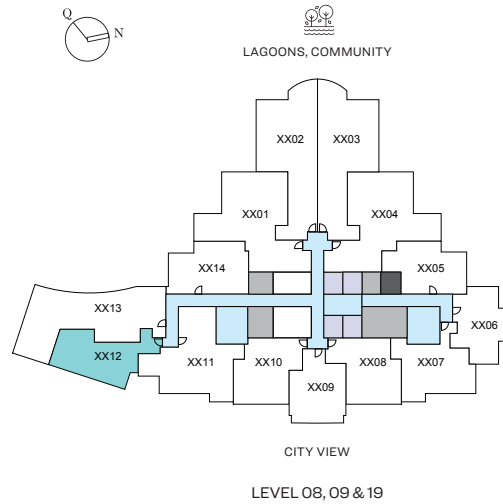 Q
N
LAGOONS, COMMUNITY
XX02 XX03
XX01 XX04
XX14 XX05
XX13 XX06
XX12 XX11 XX10 XX09 XX08 XX07
CITY VIEW
LEVEL 08, 09 & 19